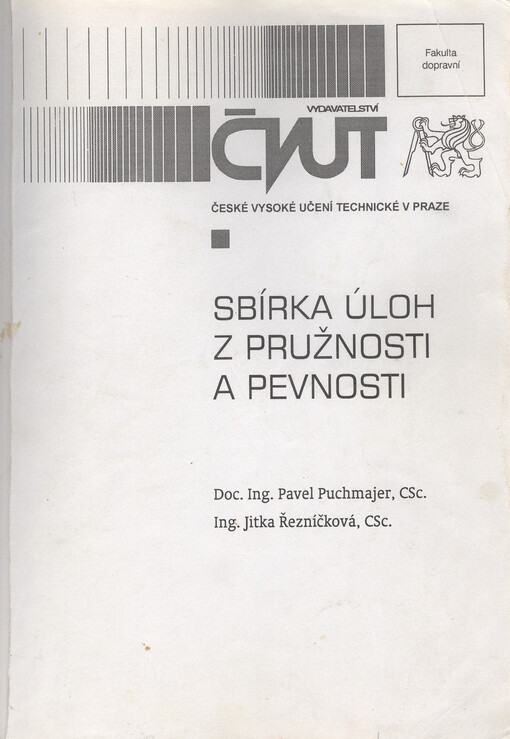 Fakulta
dopravní
VYDAVATELSTVÍ
ČVUT
ČESKÉ VYSOKÉ UČENÍ TECHNICKÉ V PRAZE
SBÍRKA ÚLOH
Z PRUŽNOSTI
A PEVNOSTI
Doc. Ing. Pavel Puchmajer, CSc.
Ing. Jitka Řezníčková, CSc.